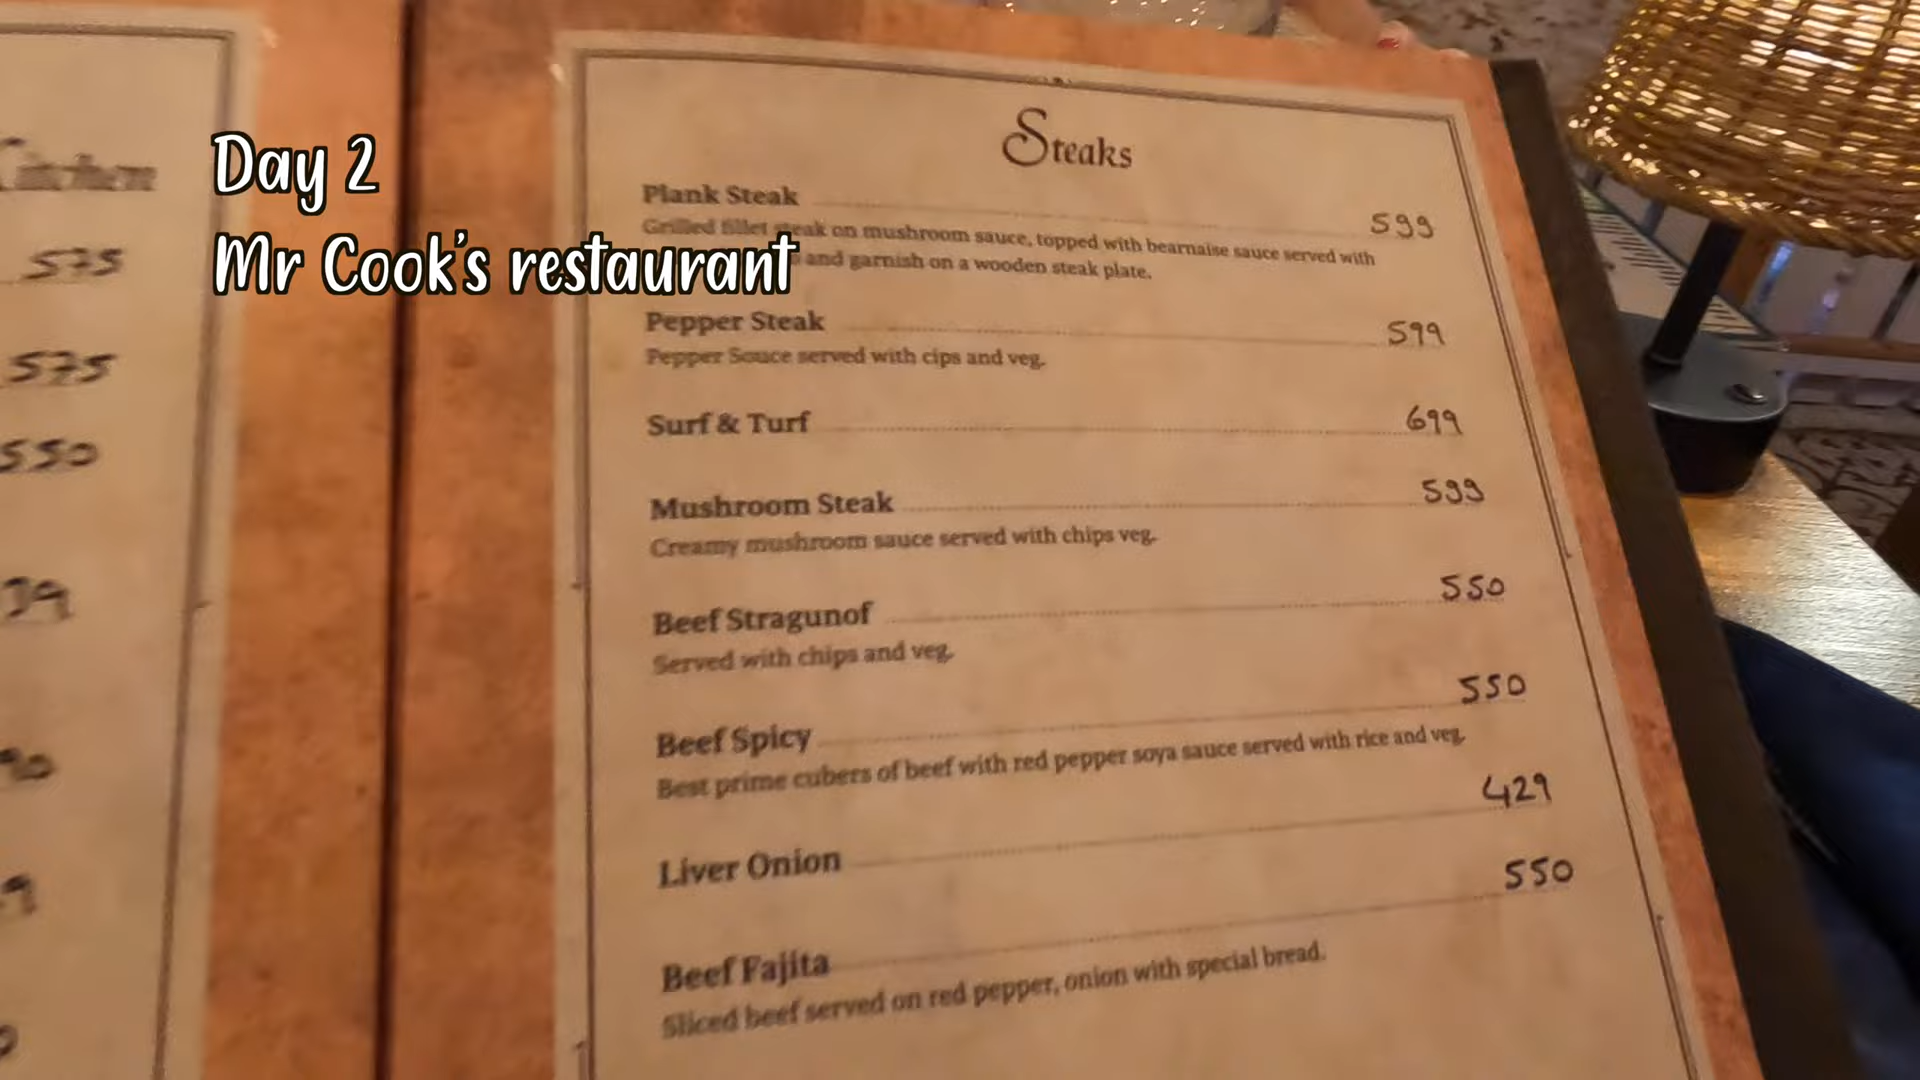 Day 2
Mr Cook's restaurant
575
575
550
Steaks
Plank Steak 599
Grilled fillet steak on mushroom sauce, topped with bearnaise sauce served with
and garnish on a wooden steak plate.
Pepper Steak 599
Pepper Souce served with cips and veg.
Surf & Turf 699
Mushroom Steak 599
Creamy mushroom sauce served with chips veg.
Beef Stragunof 550
Served with chips and veg.
Beef Spicy 550
Best prime cubers of beef with red pepper soya sauce served with rice and veg.
Liver Onion 429
Beef Fajita 550
Sliced beef served on red pepper, onion with special bread.